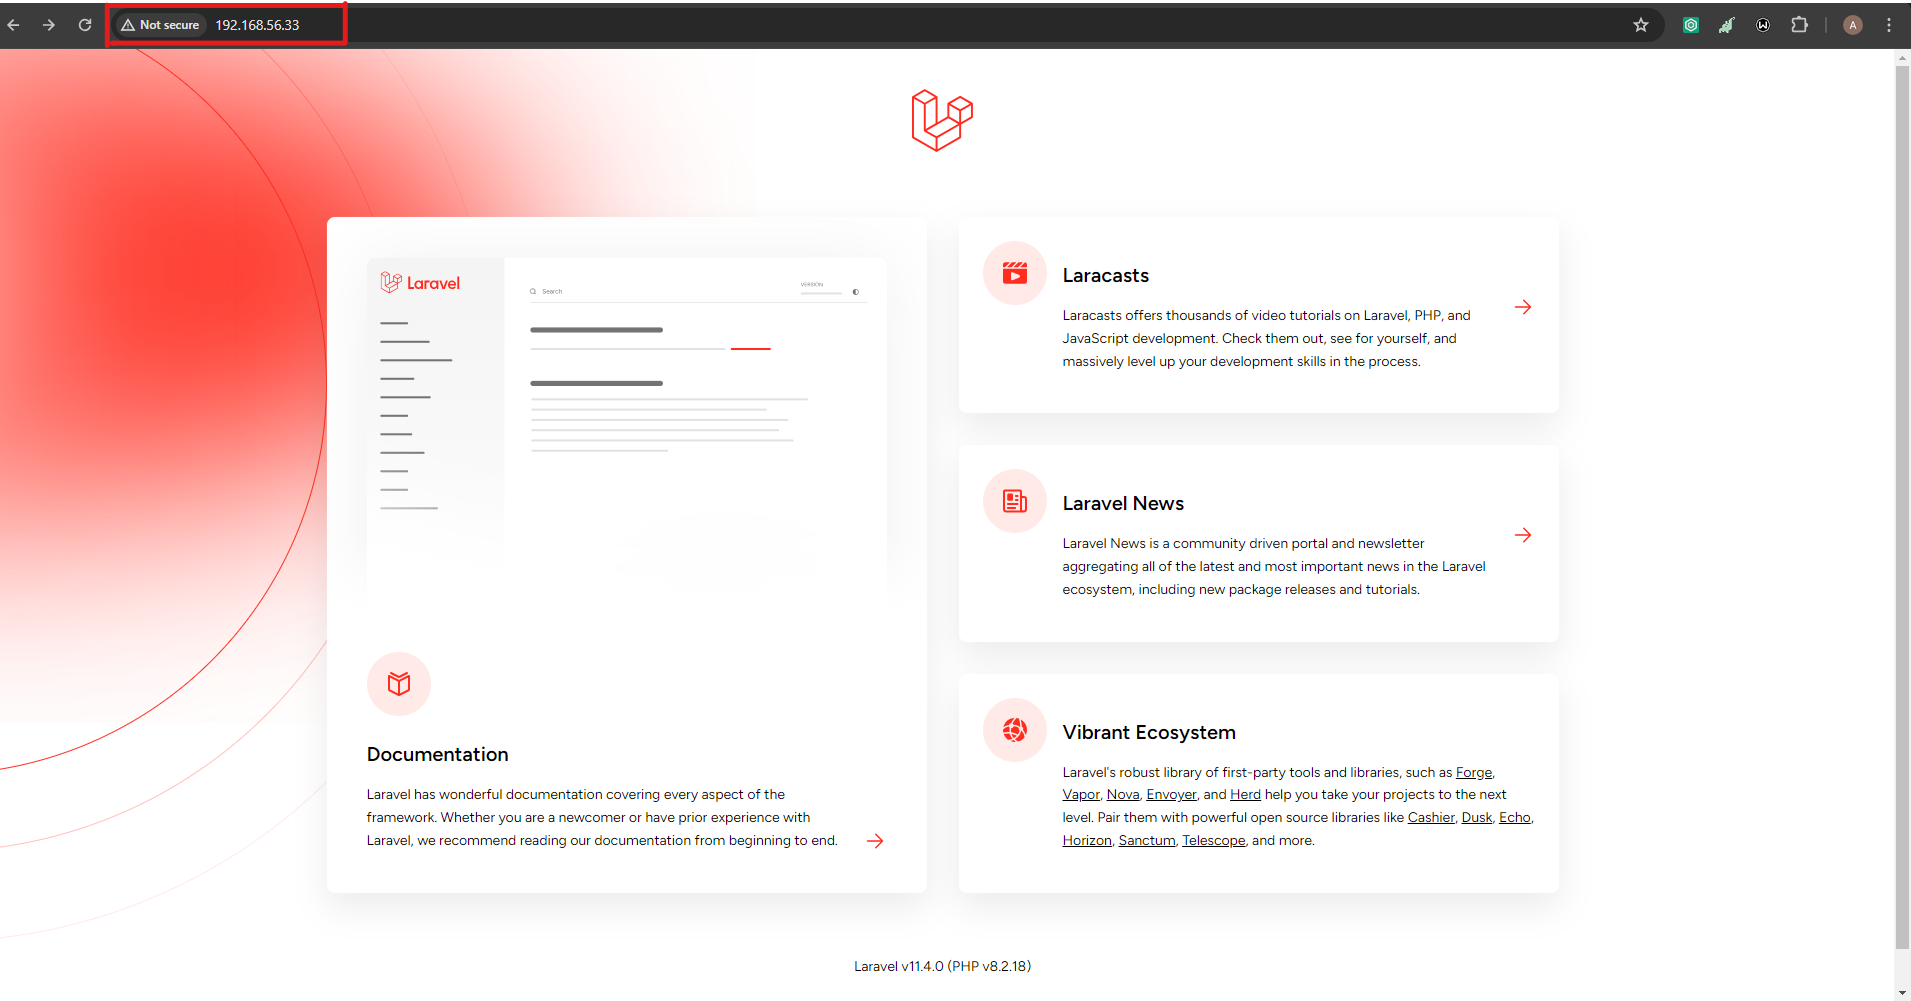 Not secure 192.168.56.33
A
Laravel
Search
VERSION
Documentation
Laravel has wonderful documentation covering every aspect of the
framework. Whether you are a newcomer or have prior experience with
Laravel, we recommend reading our documentation from beginning to end.
Laracasts
Laracasts offers thousands of video tutorials on Laravel, PHP, and
JavaScript development. Check them out, see for yourself, and
massively level up your development skills in the process.
Laravel News
Laravel News is a community driven portal and newsletter
aggregating all of the latest and most important news in the Laravel
ecosystem, including new package releases and tutorials.
Vibrant Ecosystem
Laravel's robust library of first-party tools and libraries, such as Forge,
Vapor, Nova, Envoyer, and Herd help you take your projects to the next
level. Pair them with powerful open source libraries like Cashier, Dusk, Echo,
Horizon, Sanctum, Telescope, and more.
Laravel v11.4.0 (PHP v8.2.18)